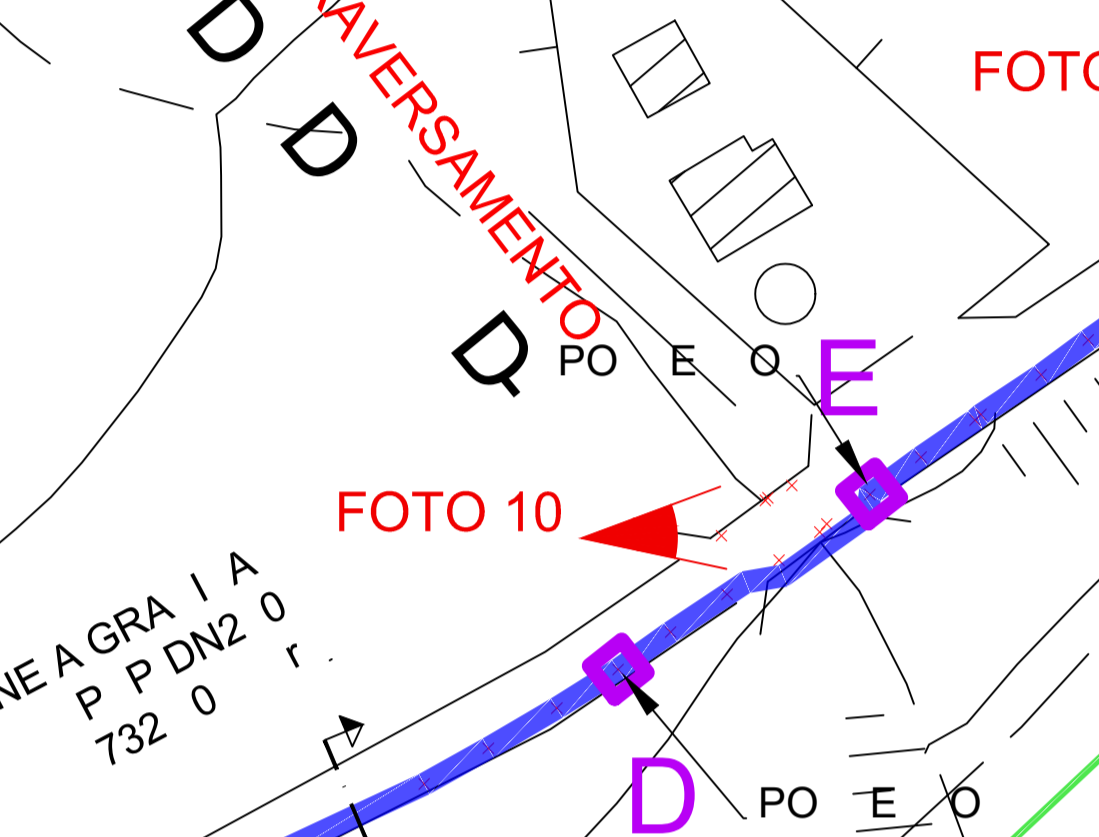 D
D
AVERSAMENTO
FOTO
D
PO E O
E
FOTO 10
NE A GRA I A
P P DN2 0
732 0 r
D
PO E O